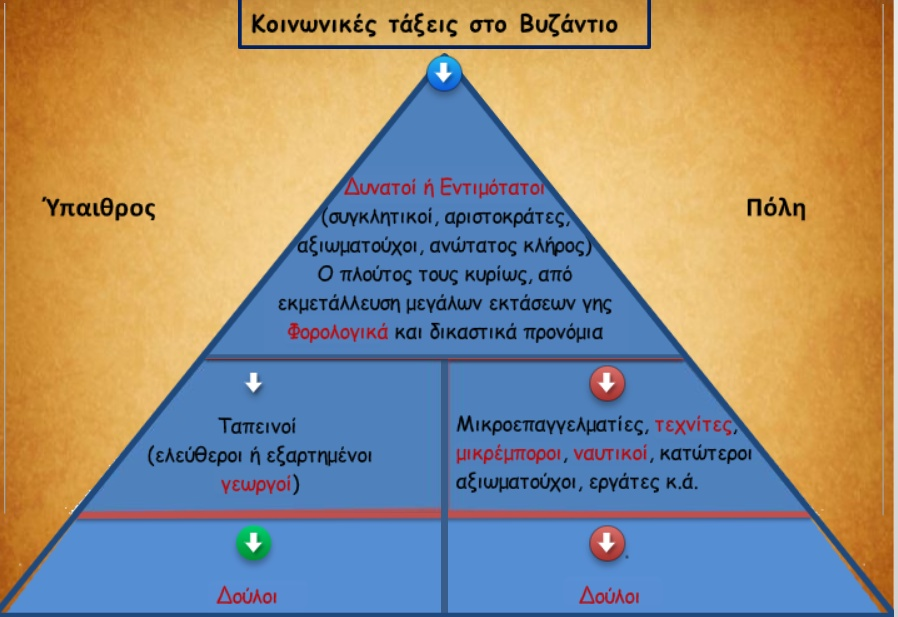 Κοινωνικές τάξεις στο Βυζάντιο
Ύπαιθρος
Πόλη
Δυνατοί ή Εντιμότατοι
(συγκλητικοί, αριστοκράτες,
αξιωματούχοι, ανώτατος κλήρος)
Ο πλούτος τους κυρίως, από
εκμετάλλευση μεγάλων εκτάσεων γης
Φορολογικά και δικαστικά προνόμια
Ταπεινοί
(ελεύθεροι ή εξαρτημένοι
γεωργοί)
Μικροεπαγγελματίες, τεχνίτες,
μικρέμποροι, ναυτικοί, κατώτεροι
αξιωματούχοι, εργάτες κ.ά.
Δούλοι
Δούλοι